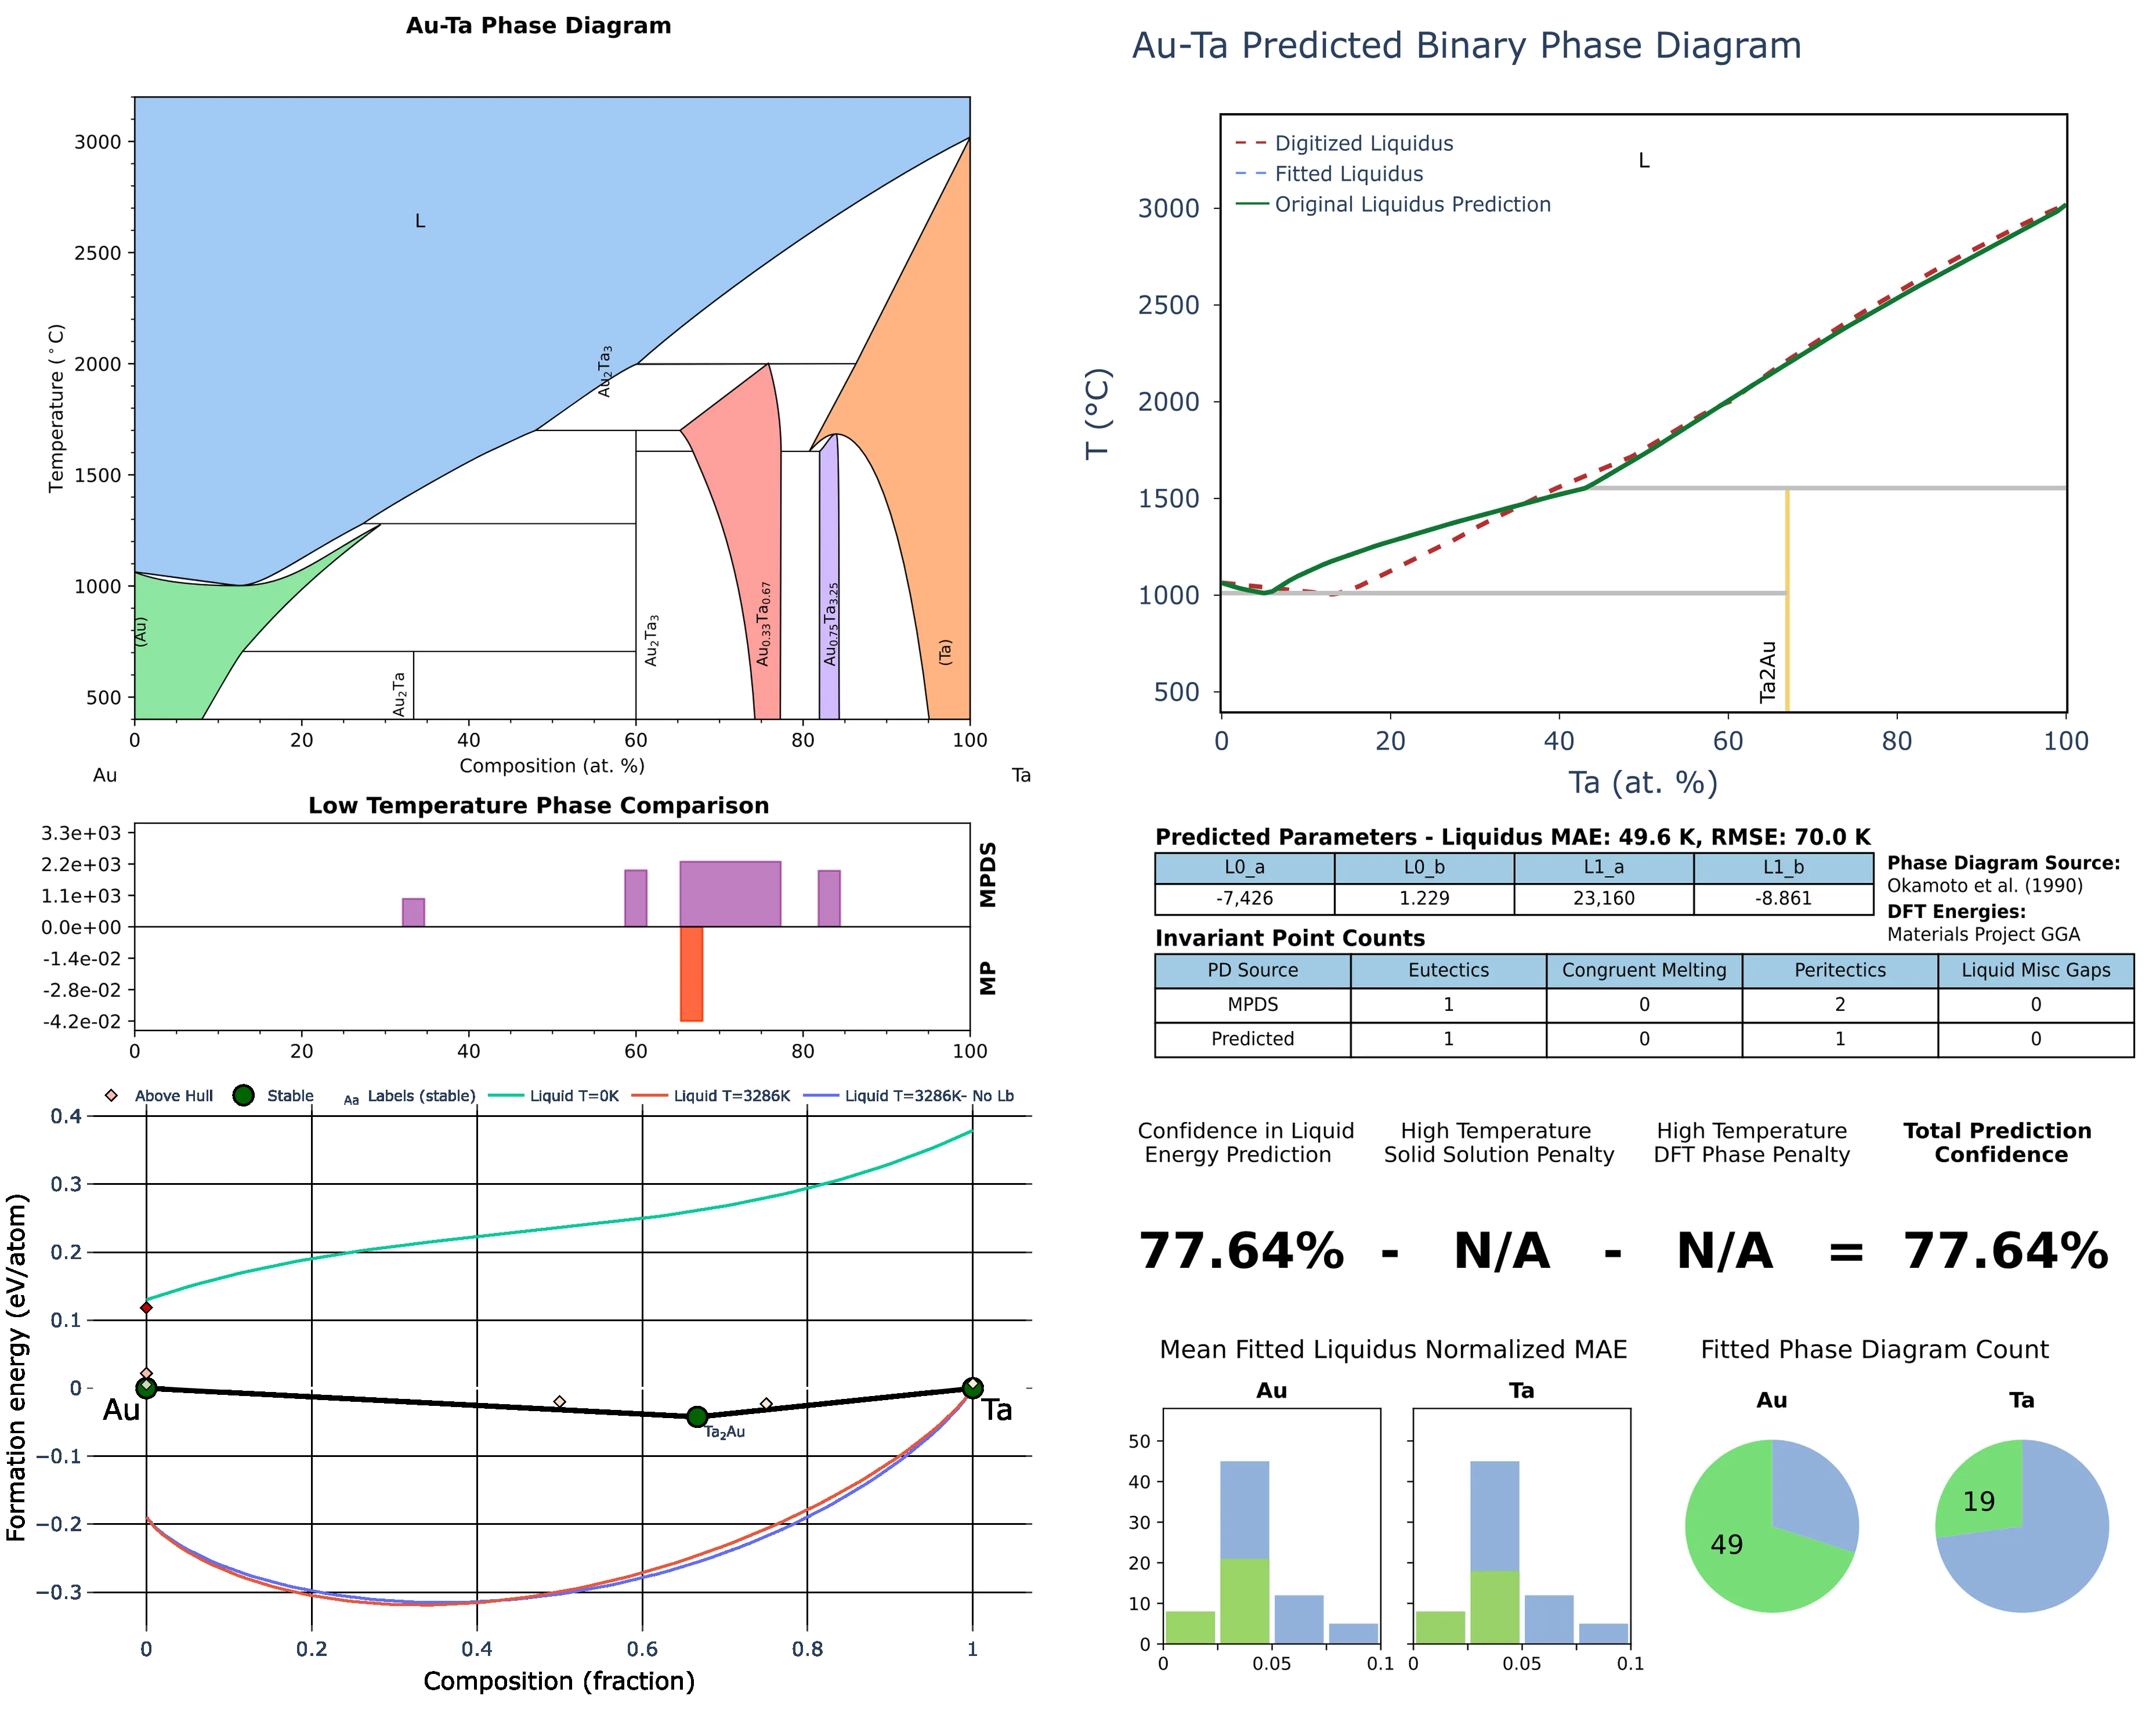 Au-Ta Phase Diagram
3000
2500
2000
1500
1000
500
Temperature (°C)
L
Au2Ta3
(Au)
Au2Ta
Au2Ta3
Au0.33Ta0.67
Au0.75Ta3.25
(Ta)
0 20 40 60 80 100
Composition (at. %)
Au Ta
Low Temperature Phase Comparison
3.3e+03
2.2e+03
1.1e+03
0.0e+00
-1.4e-02
-2.8e-02
-4.2e-02
MPDS
MP
0 20 40 60 80 100
Above Hull Stable Aa Labels (stable) Liquid T=0K Liquid T=3286K Liquid T=3286K- No Lb
0.4
0.3
0.2
0.1
0
−0.1
−0.2
−0.3
Formation energy (eV/atom)
Au Ta
Ta2Au
0 0.2 0.4 0.6 0.8 1
Composition (fraction)
Au-Ta Predicted Binary Phase Diagram
Digitized Liquidus
Fitted Liquidus
Original Liquidus Prediction
L
3000
2500
2000
1500
1000
500
T (°C)
Ta2Au
0 20 40 60 80 100
Ta (at. %)
Predicted Parameters - Liquidus MAE: 49.6 K, RMSE: 70.0 K
L0_a L0_b L1_a L1_b
-7,426 1.229 23,160 -8.861
Phase Diagram Source:
Okamoto et al. (1990)
DFT Energies:
Materials Project GGA
Invariant Point Counts
PD Source Eutectics Congruent Melting Peritectics Liquid Misc Gaps
MPDS 1 0 2 0
Predicted 1 0 1 0
Confidence in Liquid
Energy Prediction
High Temperature
Solid Solution Penalty
High Temperature
DFT Phase Penalty
Total Prediction
Confidence
77.64% - N/A - N/A = 77.64%
Mean Fitted Liquidus Normalized MAE
Au Ta
50
40
30
20
10
0
0 0.05 0.1 0 0.05 0.1
Fitted Phase Diagram Count
Au Ta
49
19